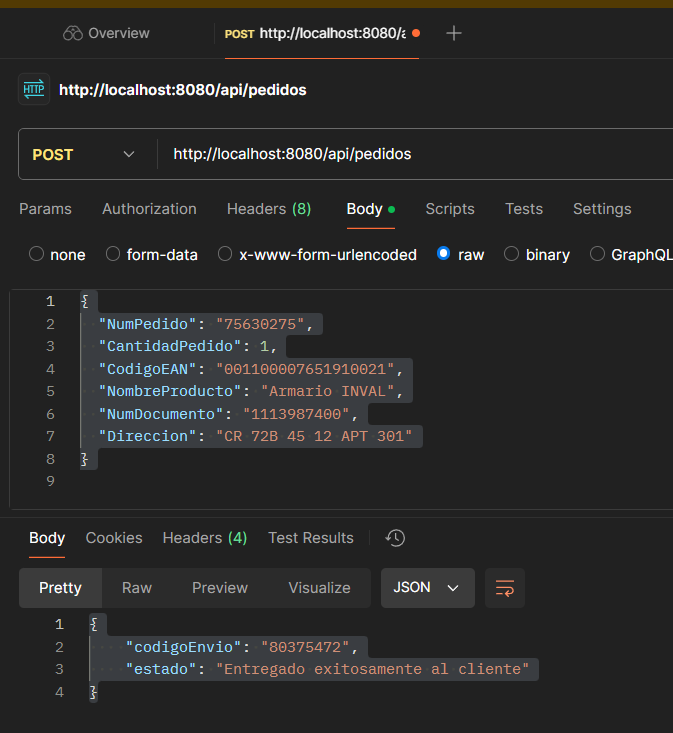 Overview
POST http://localhost:8080/a
HTTP http://localhost:8080/api/pedidos
POST http://localhost:8080/api/pedidos
Params Authorization Headers (8) Body Scripts Tests Settings
none form-data x-www-form-urlencoded raw binary GraphQL
1 {
2 "NumPedido": "75630275",
3 "CantidadPedido": 1,
4 "CodigoEAN": "001100007651910021",
5 "NombreProducto": "Armario INVAL",
6 "NumDocumento": "1113987400",
7 "Direccion": "CR 72B 45 12 APT 301"
8 }
9
Body Cookies Headers (4) Test Results
Pretty Raw Preview Visualize JSON
1 {
2 "codigoEnvio": "80375472",
3 "estado": "Entregado exitosamente al cliente"
4 }